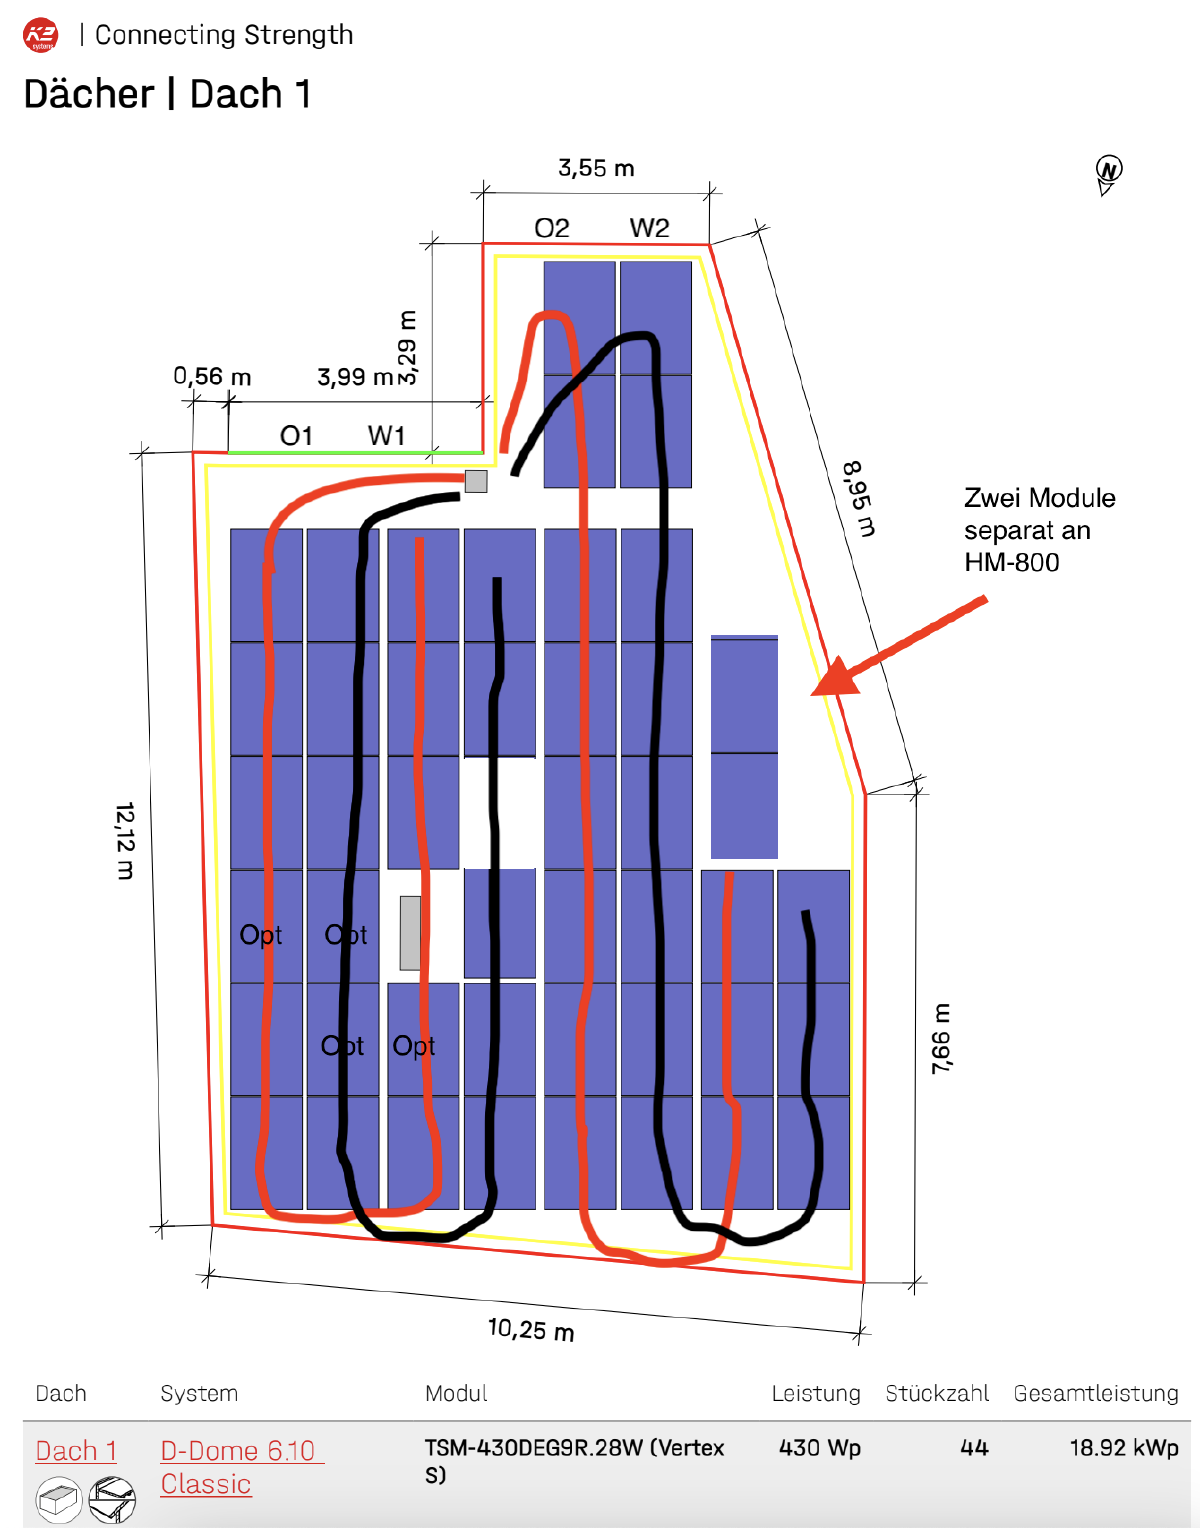 K2
systems
| Connecting Strength
Dächer | Dach 1
N
3,55 m
O2 W2
3,29 m
0,56 m
3,99 m
O1 W1
8,95 m
Zwei Module
separat an
HM-800
12,12 m
Opt Opt
Opt Opt
7,66 m
10,25 m
Dach System Modul Leistung Stückzahl Gesamtleistung
Dach 1 D-Dome 6.10 TSM-430DEG9R.28W (Vertex 430 Wp 44 18.92 kWp
Classic S)